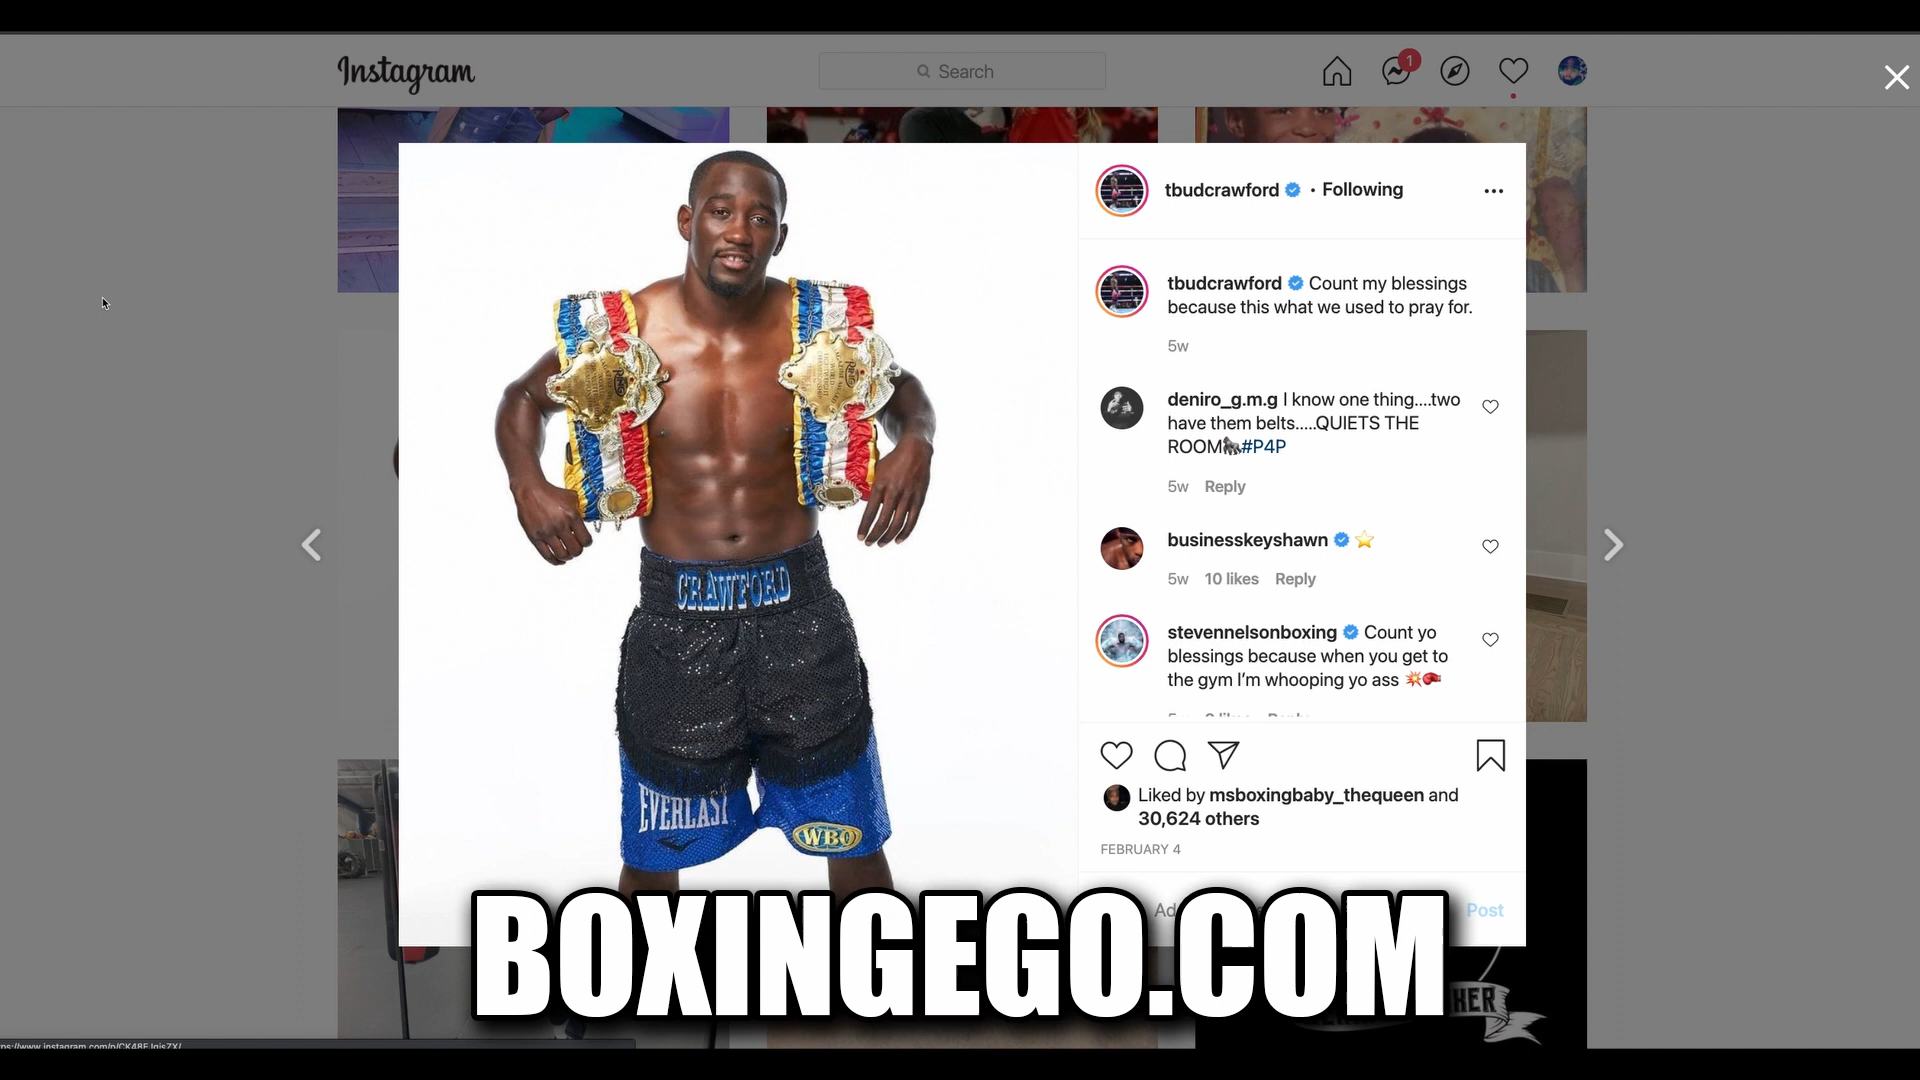 Instagram
Search
1
tbudcrawford • Following
tbudcrawford Count my blessings
because this what we used to pray for.
5w
deniro_g.m.g I know one thing....two
have them belts.....QUIETS THE
ROOM🦍#P4P
5w Reply
businesskeyshawn ⭐
5w 10 likes Reply
stevennelsonboxing Count yo
blessings because when you get to
the gym I'm whooping yo ass 💥🥊
RING
RING
CRAWFORD
EVERLAST
WBO
Liked by msboxingbaby_thequeen and
30,624 others
FEBRUARY 4
Post
BOXINGEGO.COM